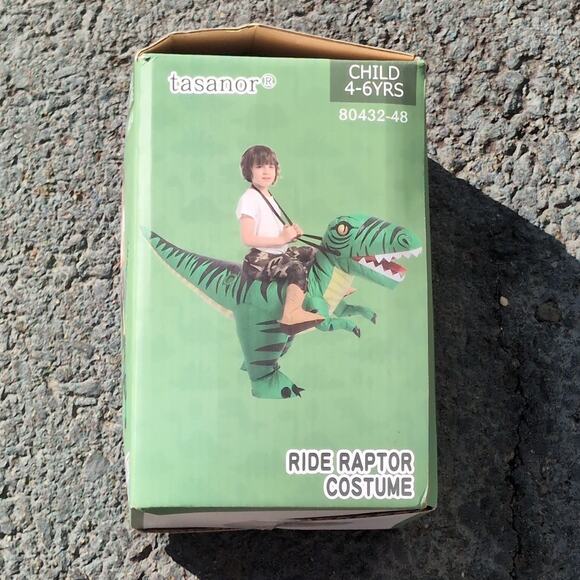 tasanor®
CHILD
4-6YRS
80432-48
RIDE RAPTOR
COSTUME